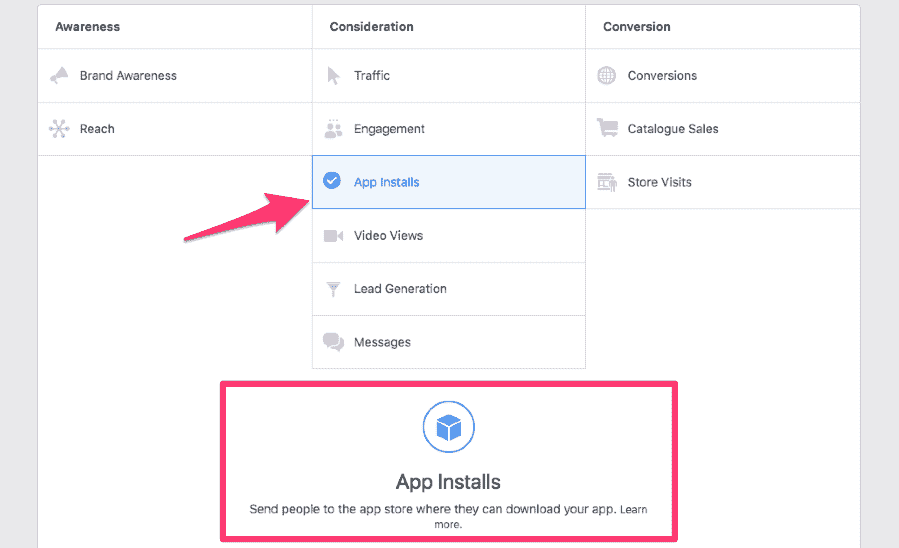 Awareness
Consideration
Conversion
Brand Awareness
Traffic
Conversions
Reach
Engagement
Catalogue Sales
App Installs
Store Visits
Video Views
Lead Generation
Messages
App Installs
Send people to the app store where they can download your app. Learn
more.